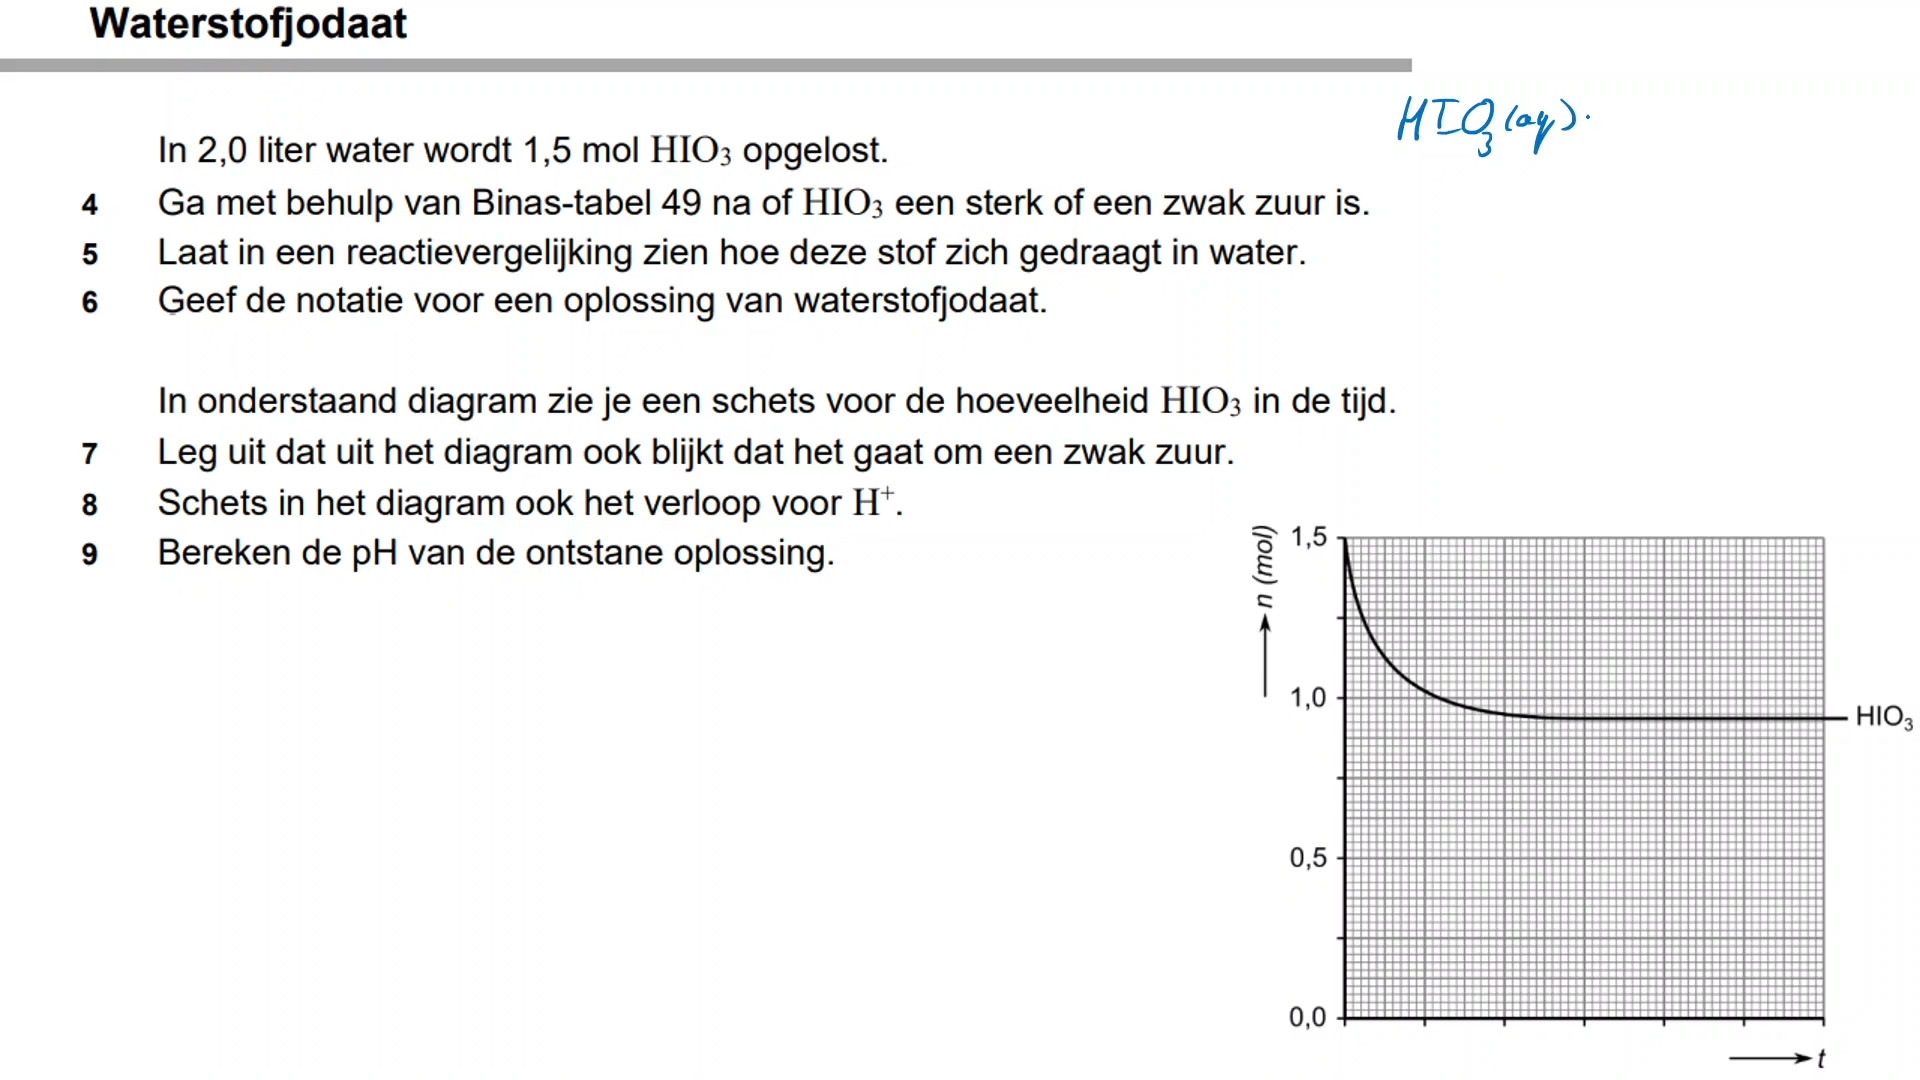 Waterstofjodaat
HIO3(aq).
In 2,0 liter water wordt 1,5 mol HIO3 opgelost.
4 Ga met behulp van Binas-tabel 49 na of HIO3 een sterk of een zwak zuur is.
5 Laat in een reactievergelijking zien hoe deze stof zich gedraagt in water.
6 Geef de notatie voor een oplossing van waterstofjodaat.
In onderstaand diagram zie je een schets voor de hoeveelheid HIO3 in de tijd.
7 Leg uit dat uit het diagram ook blijkt dat het gaat om een zwak zuur.
8 Schets in het diagram ook het verloop voor H+.
9 Bereken de pH van de ontstane oplossing.
n (mol)
1,5
1,0
HIO3
0,5
0,0
t